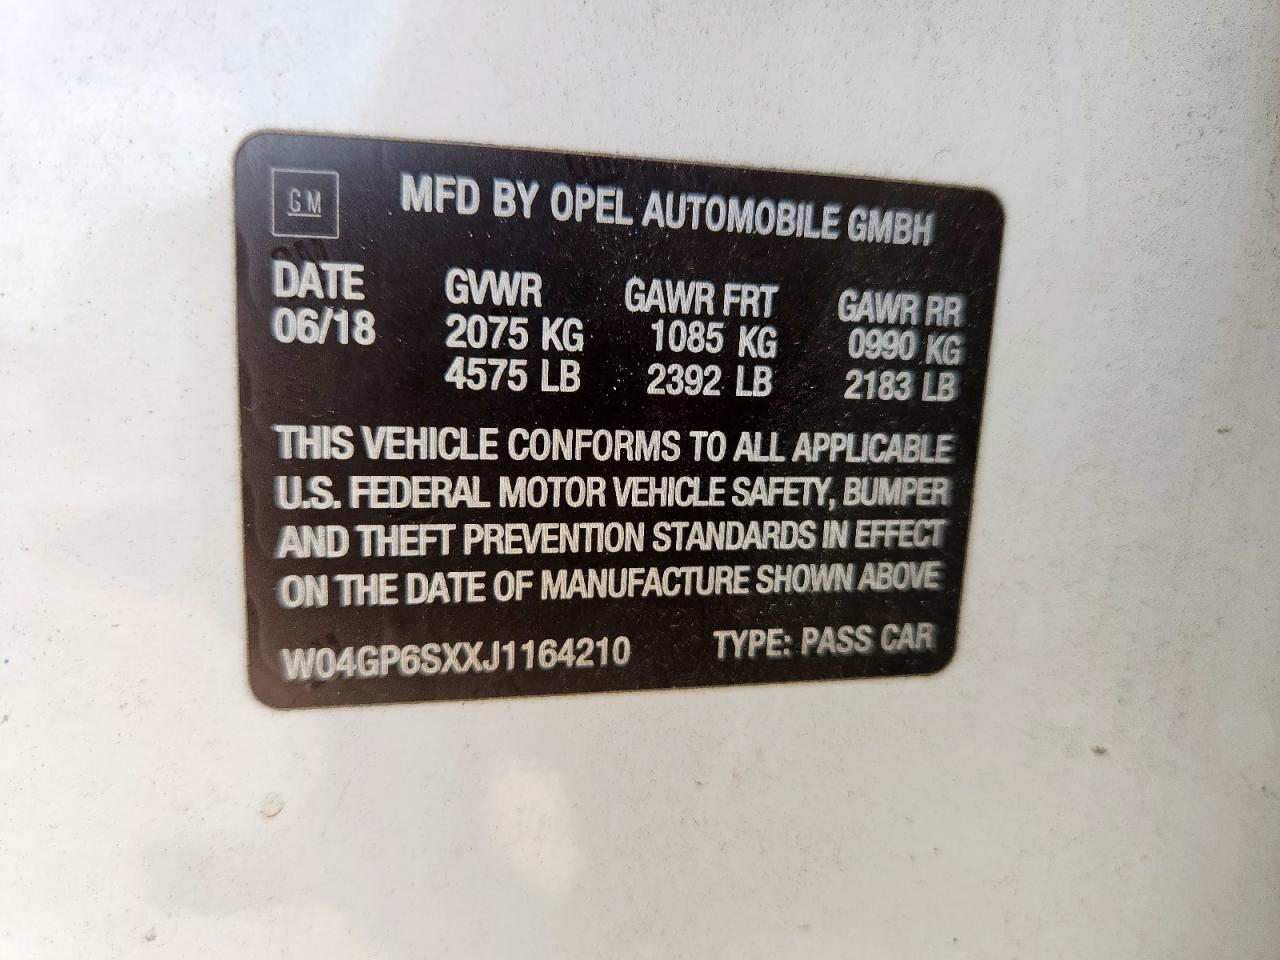 GM
MFD BY OPEL AUTOMOBILE GMBH
DATE GVWR GAWR FRT GAWR RR
06/18 2075 KG 1085 KG 0990 KG
4575 LB 2392 LB 2183 LB
THIS VEHICLE CONFORMS TO ALL APPLICABLE
U.S. FEDERAL MOTOR VEHICLE SAFETY, BUMPER
AND THEFT PREVENTION STANDARDS IN EFFECT
ON THE DATE OF MANUFACTURE SHOWN ABOVE
W04GP6SXXJ1164210 TYPE: PASS CAR